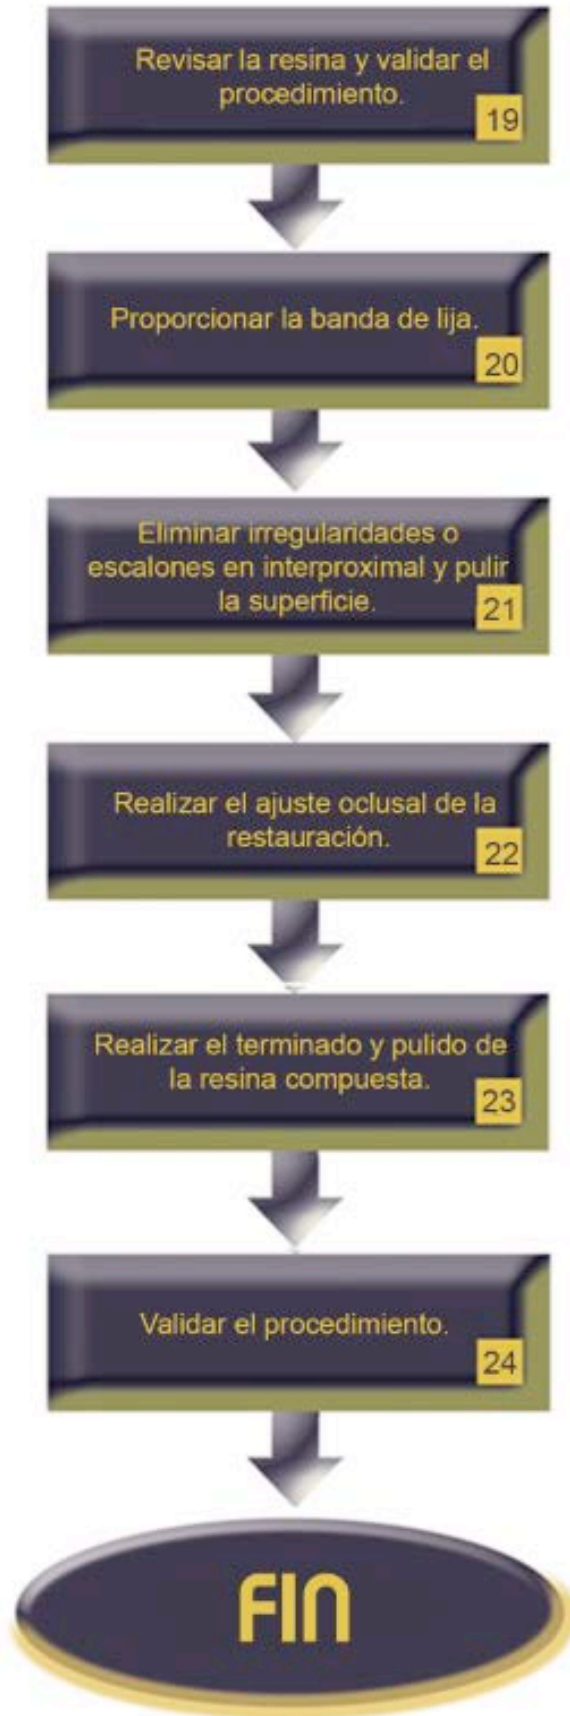 Revisar la resina y validar el
procedimiento.
19
Proporcionar la banda de lija.
20
Eliminar irregularidades o
escalones en interproximal y pulir
la superficie.
21
Realizar el ajuste oclusal de la
restauración.
22
Realizar el terminado y pulido de
la resina compuesta.
23
Validar el procedimiento.
24
FIN